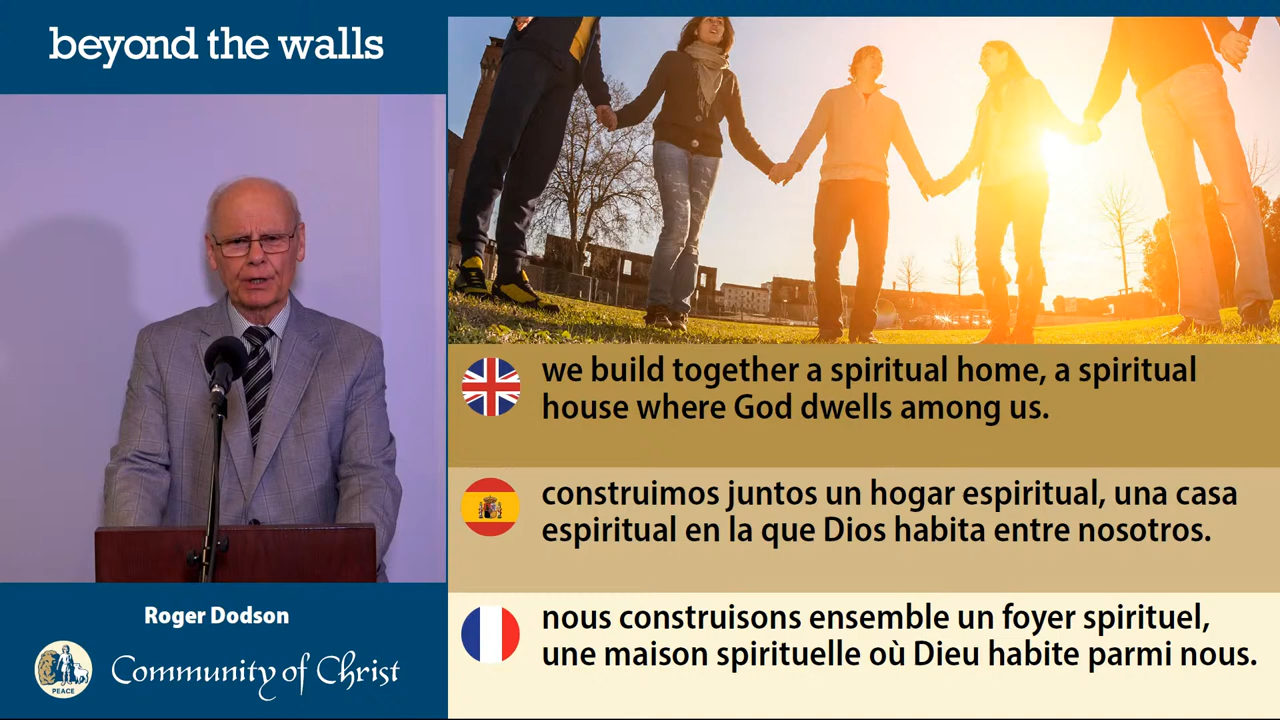 beyond the walls
we build together a spiritual home, a spiritual
house where God dwells among us.
construimos juntos un hogar espiritual, una casa
espiritual en la que Dios habita entre nosotros.
nous construisons ensemble un foyer spirituel,
une maison spirituelle où Dieu habite parmi nous.
Roger Dodson
PEACE
Community of Christ